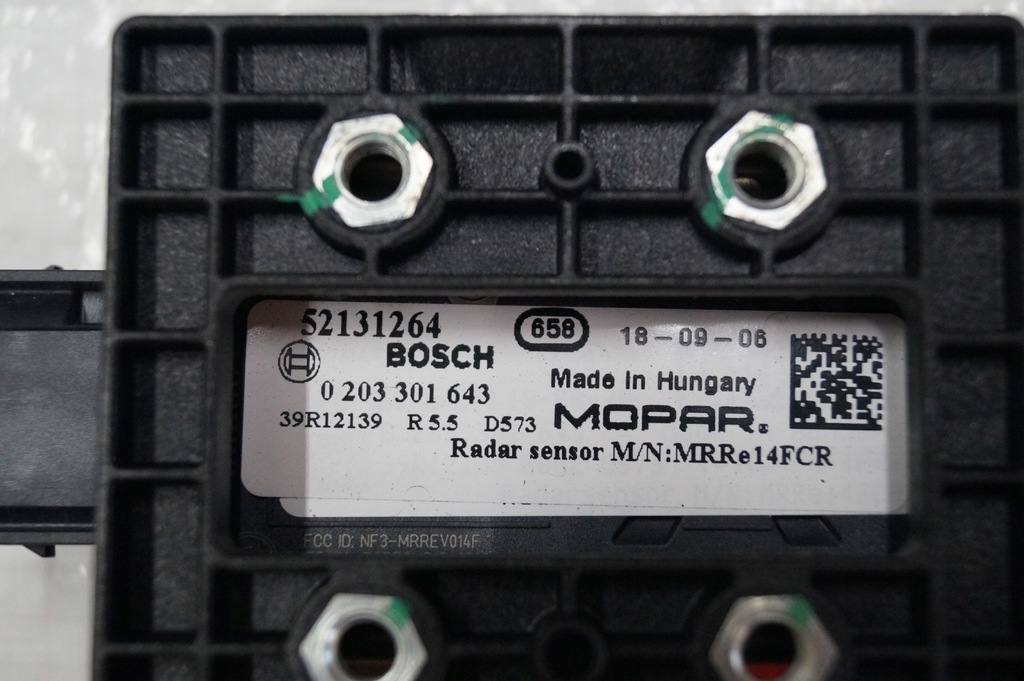 52131264
658
18-09-06
BOSCH
0 203 301 643
Made in Hungary
39R12139 R 5.5 D573
MOPAR.
Radar sensor M/N:MRRe14FCR
FCC ID: NF3-MRREVO14F